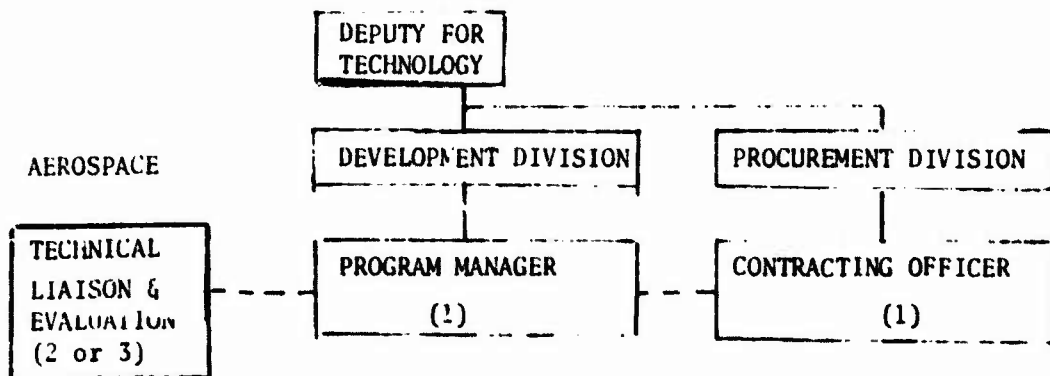 DEPUTY FOR
TECHNOLOGY
AEROSPACE
DEVELOPMENT DIVISION
PROCUREMENT DIVISION
TECHNICAL
LIAISON &
EVALUATION
(2 or 3)
PROGRAM MANAGER
(1)
CONTRACTING OFFICER
(1)